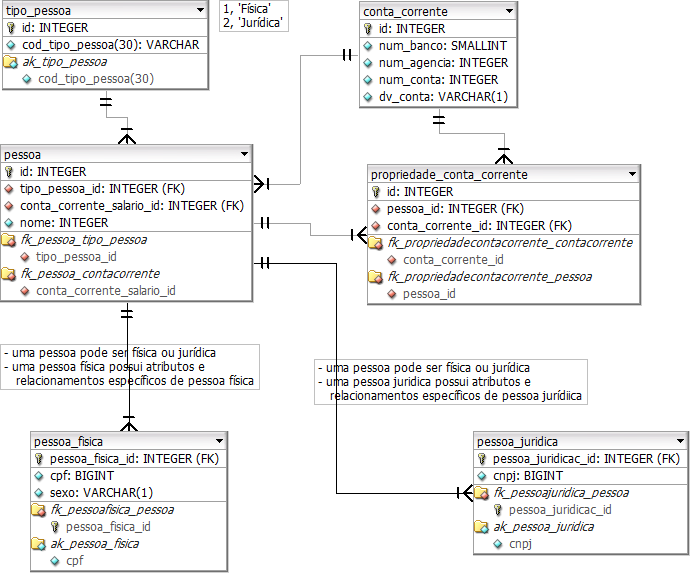 tipo_pessoa
id: INTEGER
cod_tipo_pessoa(30): VARCHAR
ak_tipo_pessoa
cod_tipo_pessoa(30)
1, 'Física'
2, 'Jurídica'
conta_corrente
id: INTEGER
num_banco: SMALLINT
num_agencia: INTEGER
num_conta: INTEGER
dv_conta: VARCHAR(1)
pessoa
id: INTEGER
tipo_pessoa_id: INTEGER (FK)
conta_corrente_salario_id: INTEGER (FK)
nome: INTEGER
fk_pessoa_tipo_pessoa
tipo_pessoa_id
fk_pessoa_contacorrente
conta_corrente_salario_id
propriedade_conta_corrente
id: INTEGER
pessoa_id: INTEGER (FK)
conta_corrente_id: INTEGER (FK)
fk_propriedadecontacorrente_contacorrente
conta_corrente_id
fk_propriedadecontacorrente_pessoa
pessoa_id
- uma pessoa pode ser física ou jurídica
- uma pessoa física possui atributos e
relacionamentos específicos de pessoa física
- uma pessoa pode ser física ou jurídica
- uma pessoa juridica possui atributos e
relacionamentos específicos de pessoa jurídiica
pessoa_fisica
pessoa_fisica_id: INTEGER (FK)
cpf: BIGINT
sexo: VARCHAR(1)
fk_pessoafisica_pessoa
pessoa_fisica_id
ak_pessoa_fisica
cpf
pessoa_juridica
pessoa_juridicac_id: INTEGER (FK)
cnpj: BIGINT
fk_pessoajuridica_pessoa
pessoa_juridicac_id
ak_pessoa_juridica
cnpj